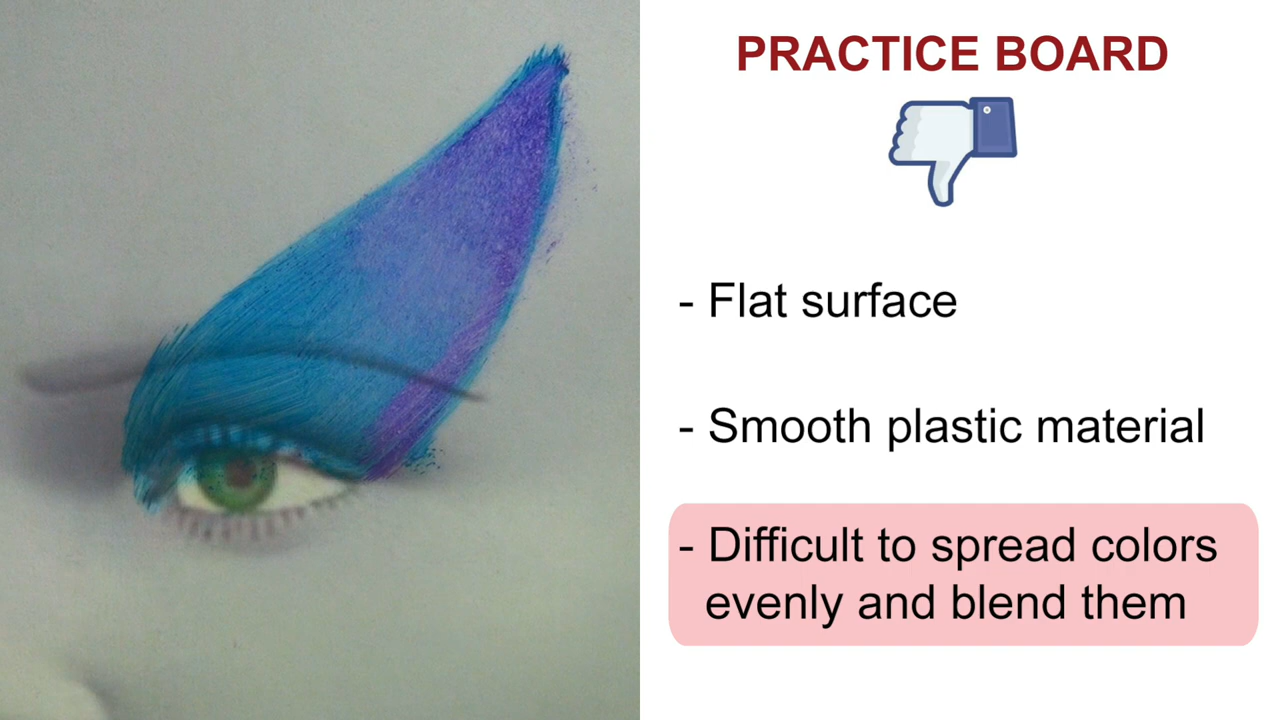 PRACTICE BOARD
- Flat surface
- Smooth plastic material
- Difficult to spread colors
evenly and blend them